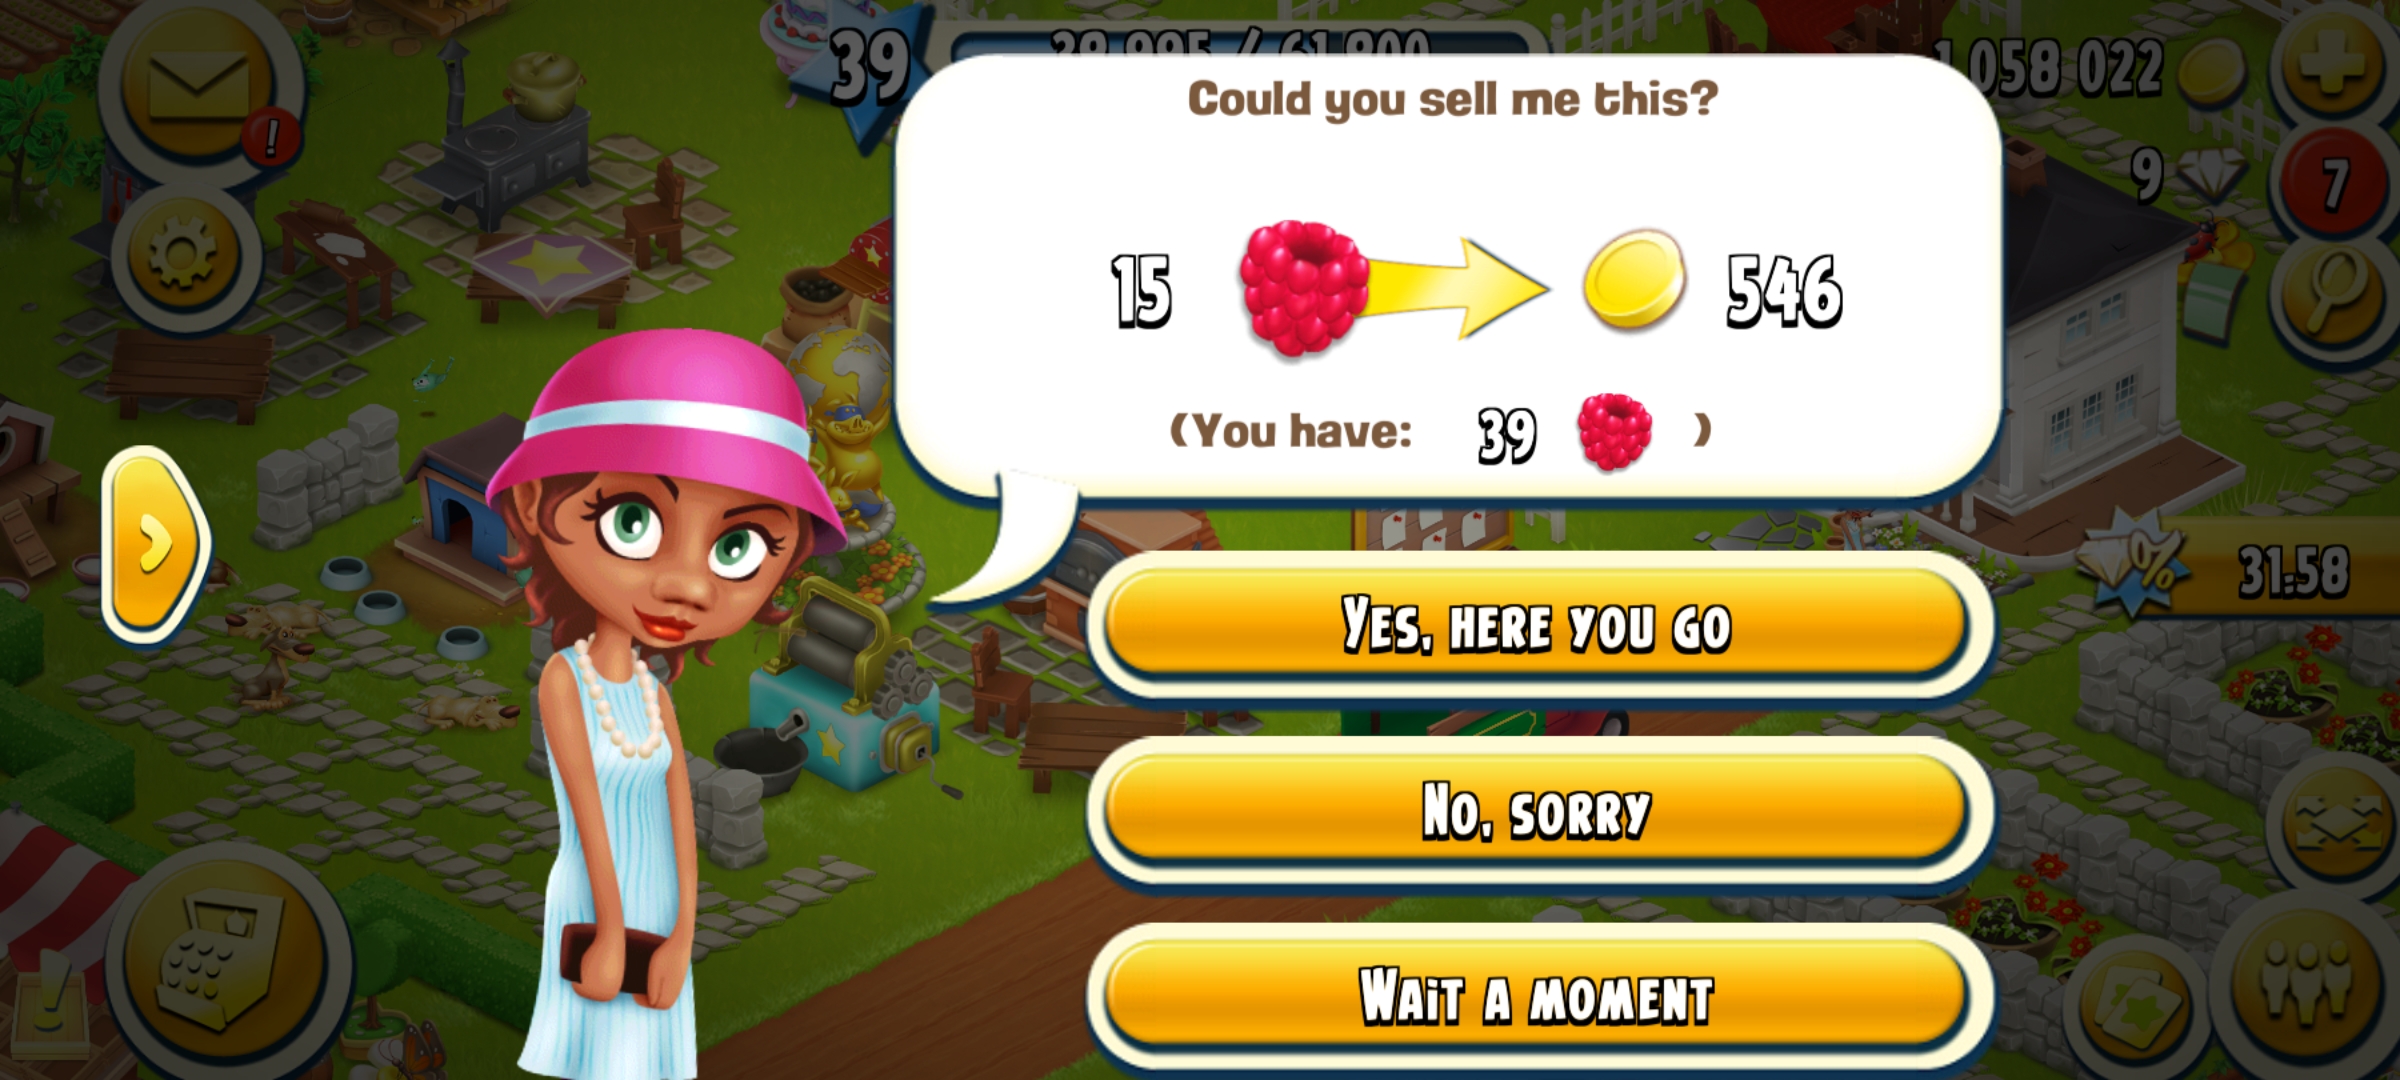 39
1 058 022
Could you sell me this?
9
7
15
546
(You have: 39 )
31:58
%
Yes, here you go
No, sorry
Wait a moment
!